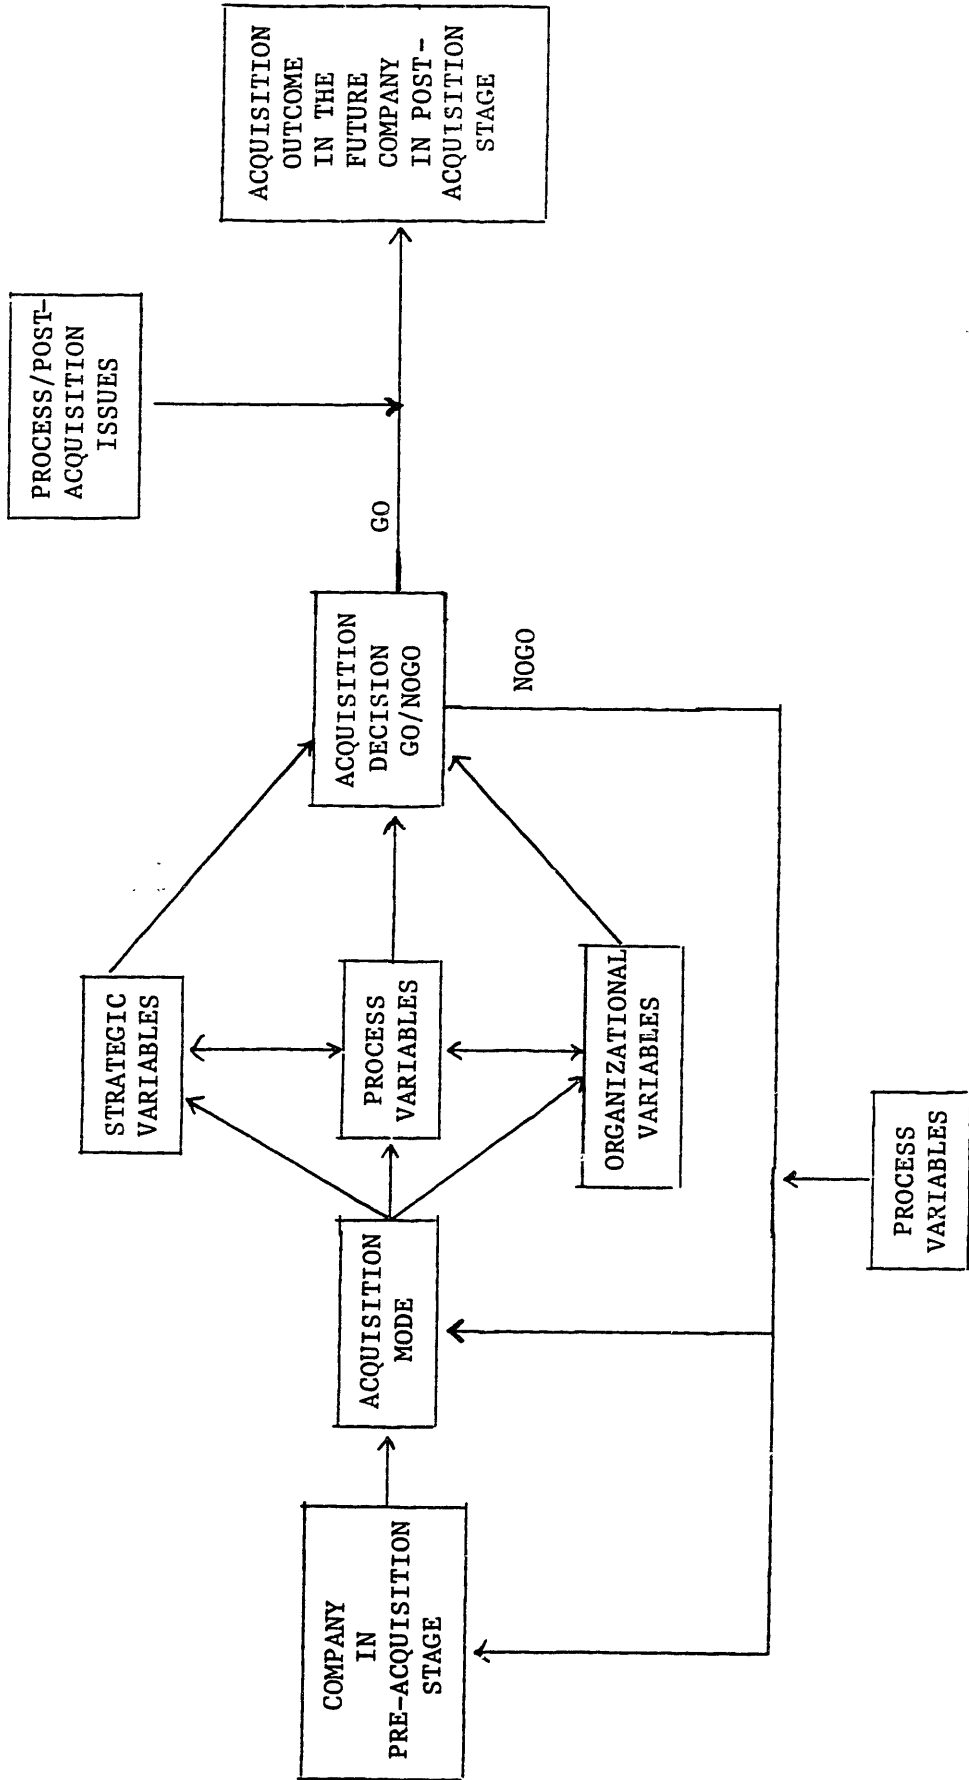 COMPANY
IN
PRE-ACQUISITION
STAGE
ACQUISITION
MODE
STRATEGIC
VARIABLES
PROCESS
VARIABLES
ORGANIZATIONAL
VARIABLES
PROCESS
VARIABLES
ACQUISITION
DECISION
GO/NOGO
NOGO
GO
PROCESS/POST-
ACQUISITION
ISSUES
ACQUISITION
OUTCOME
IN THE
FUTURE
COMPANY
IN POST-
ACQUISITION
STAGE